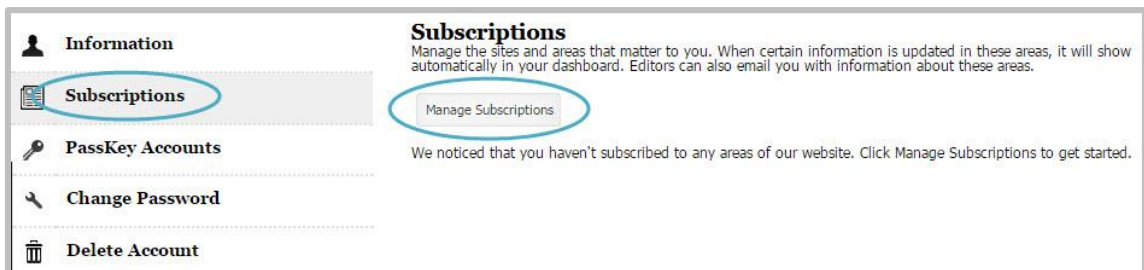 Information
Subscriptions
PassKey Accounts
Change Password
Delete Account
Subscriptions
Manage the sites and areas that matter to you. When certain information is updated in these areas, it will show
automatically in your dashboard. Editors can also email you with information about these areas.
Manage Subscriptions
We noticed that you haven't subscribed to any areas of our website. Click Manage Subscriptions to get started.